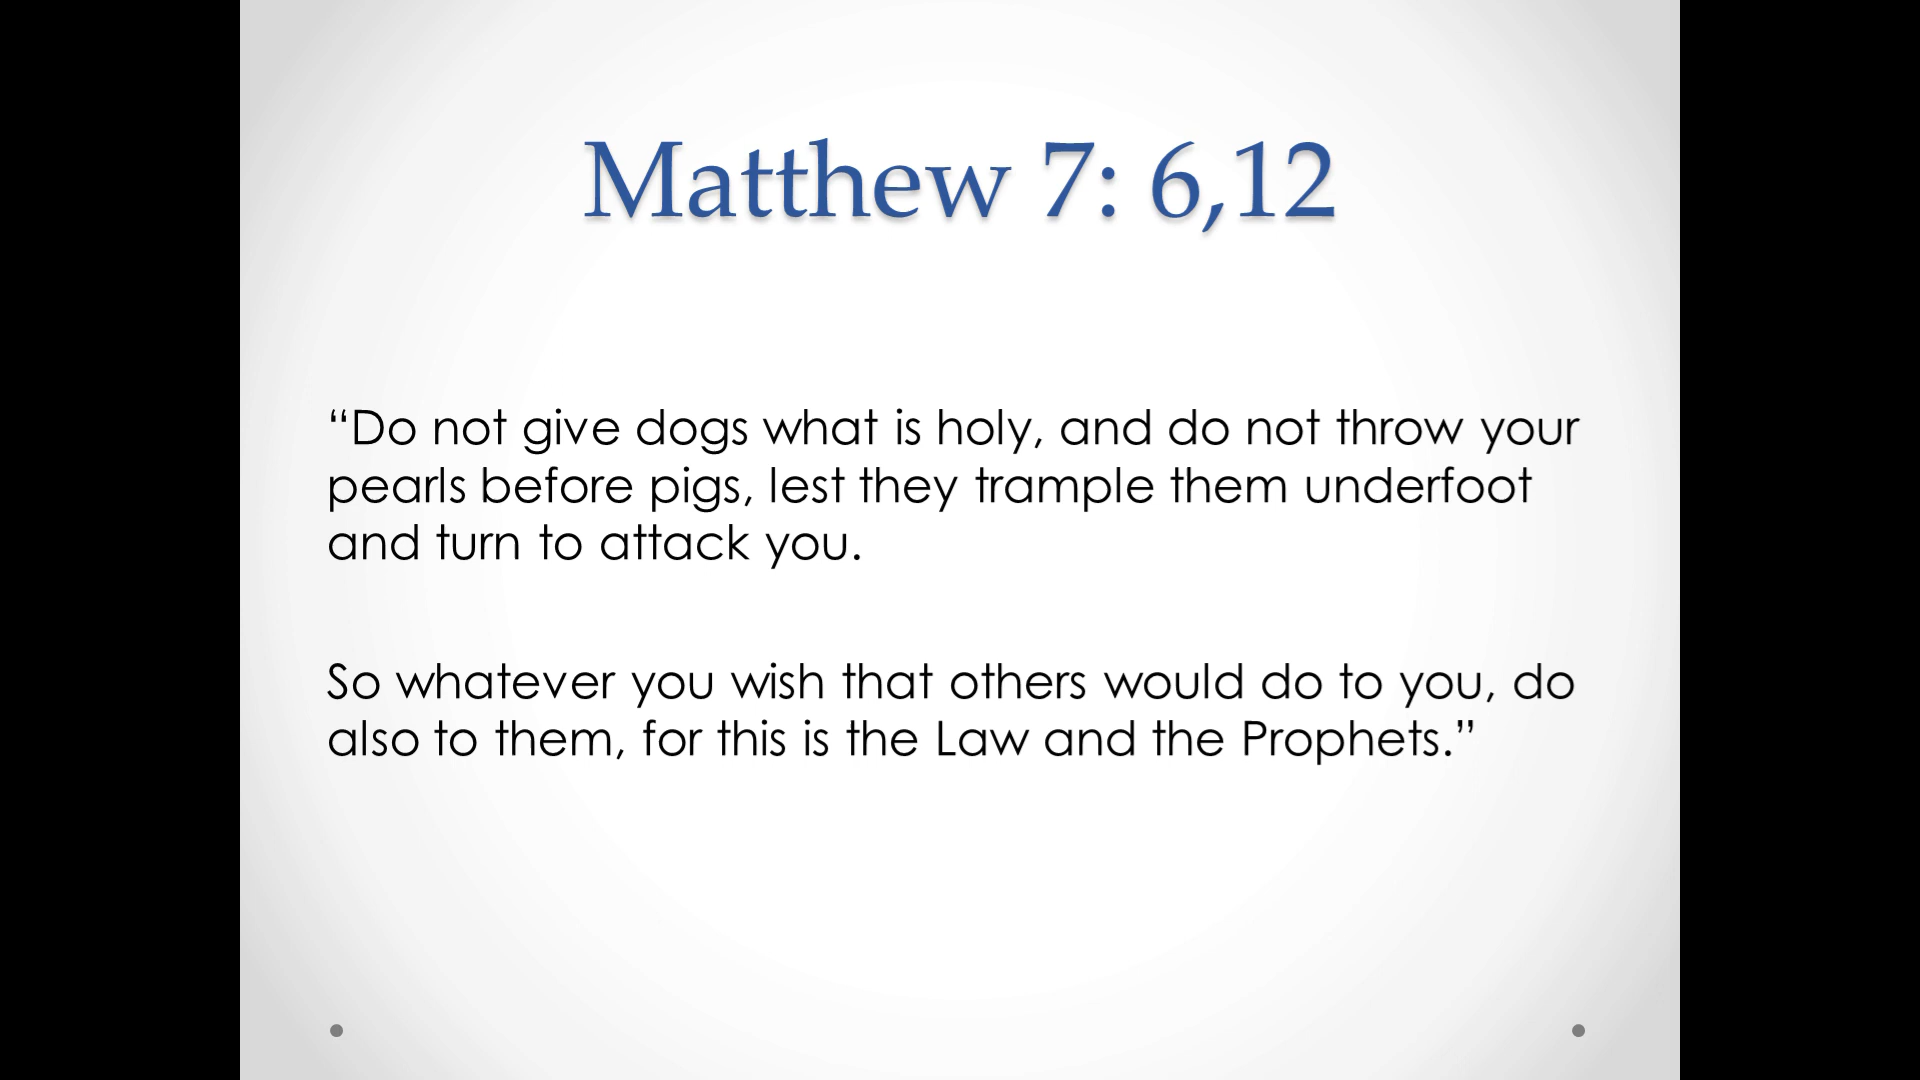 Matthew 7: 6,12
“Do not give dogs what is holy, and do not throw your
pearls before pigs, lest they trample them underfoot
and turn to attack you.
So whatever you wish that others would do to you, do
also to them, for this is the Law and the Prophets.”